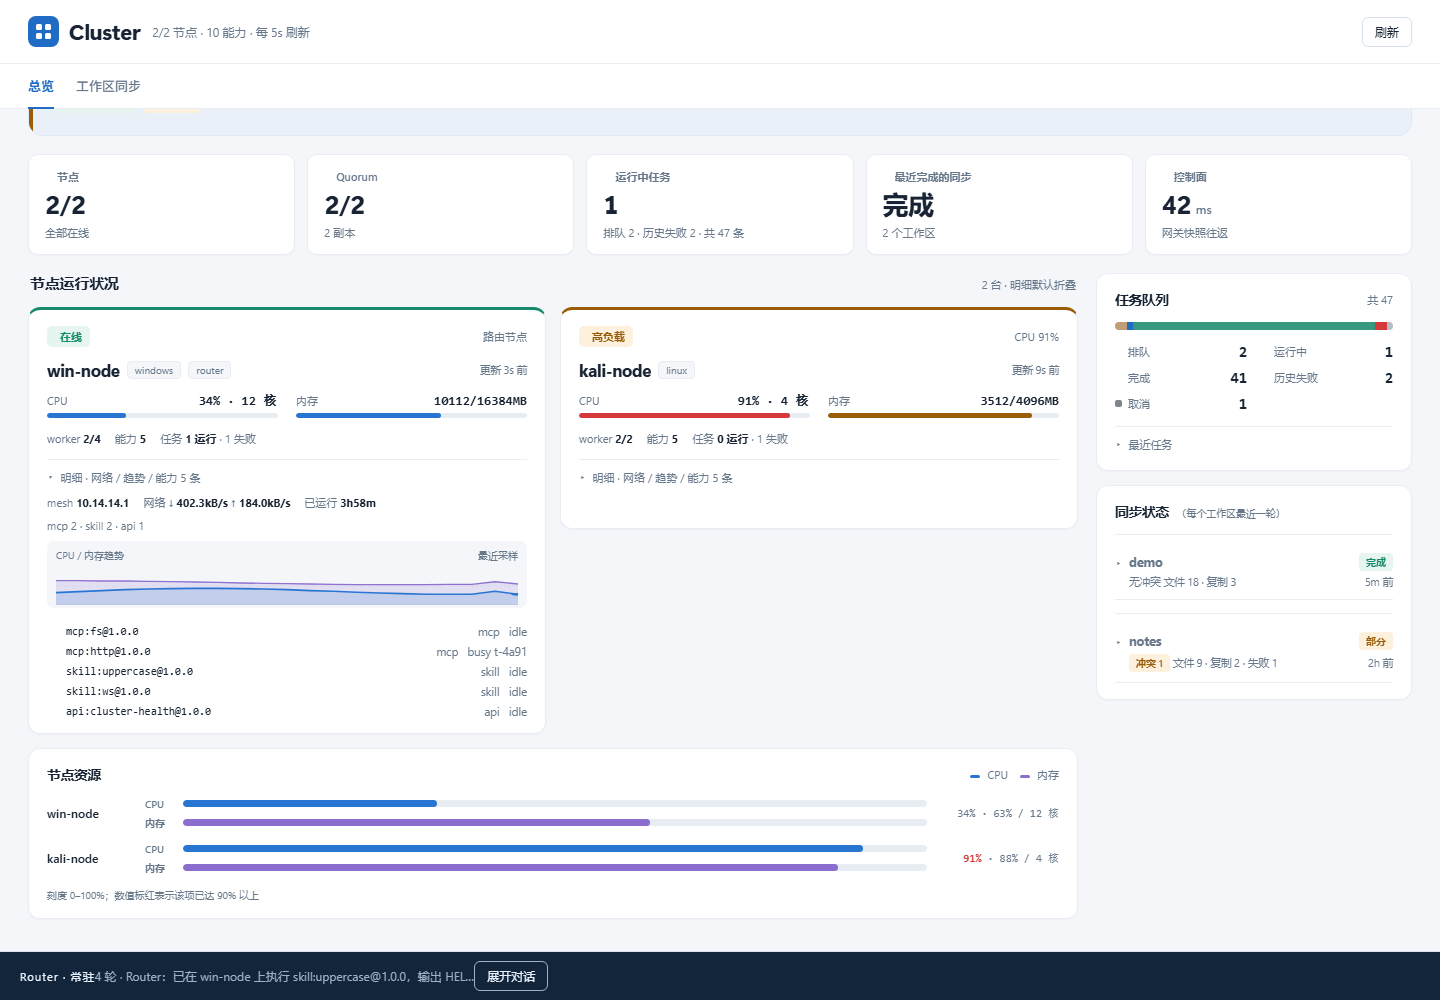 Cluster 2/2 节点 · 10 能力 · 每 5s 刷新 刷新
总览 工作区同步
节点 Quorum 运行中任务 最近完成的同步 控制面
2/2 2/2 1 完成 42 ms
全部在线 2 副本 排队 2 · 历史失败 2 · 共 47 条 2 个工作区 网关快照往返
节点运行状况 2 台 · 明细默认折叠
在线 路由节点
win-node windows router 更新 3s 前
CPU 34% · 12 核 内存 10112/16384MB
worker 2/4 能力 5 任务 1 运行 · 1 失败
明细 · 网络 / 趋势 / 能力 5 条
mesh 10.14.14.1 网络 ↓ 402.3kB/s ↑ 184.0kB/s 已运行 3h58m
mcp 2 · skill 2 · api 1
CPU / 内存趋势 最近采样
mcp:fs@1.0.0 mcp idle
mcp:http@1.0.0 mcp busy t-4a91
skill:uppercase@1.0.0 skill idle
skill:ws@1.0.0 skill idle
api:cluster-health@1.0.0 api idle
高负载 CPU 91%
kali-node linux 更新 9s 前
CPU 91% · 4 核 内存 3512/4096MB
worker 2/2 能力 5 任务 0 运行 · 1 失败
明细 · 网络 / 趋势 / 能力 5 条
任务队列 共 47
排队 2 运行中 1
完成 41 历史失败 2
取消 1
最近任务
同步状态 （每个工作区最近一轮）
demo 完成
无冲突 文件 18 · 复制 3 5m 前
notes 部分
冲突 1 文件 9 · 复制 2 · 失败 1 2h 前
节点资源 CPU 内存
win-node CPU 34% · 63% / 12 核
内存
kali-node CPU 91% · 88% / 4 核
内存
刻度 0–100%；数值标红表示该项已达 90% 以上
Router · 常驻4 轮 · Router：已在 win-node 上执行 skill:uppercase@1.0.0，输出 HEL... 展开对话